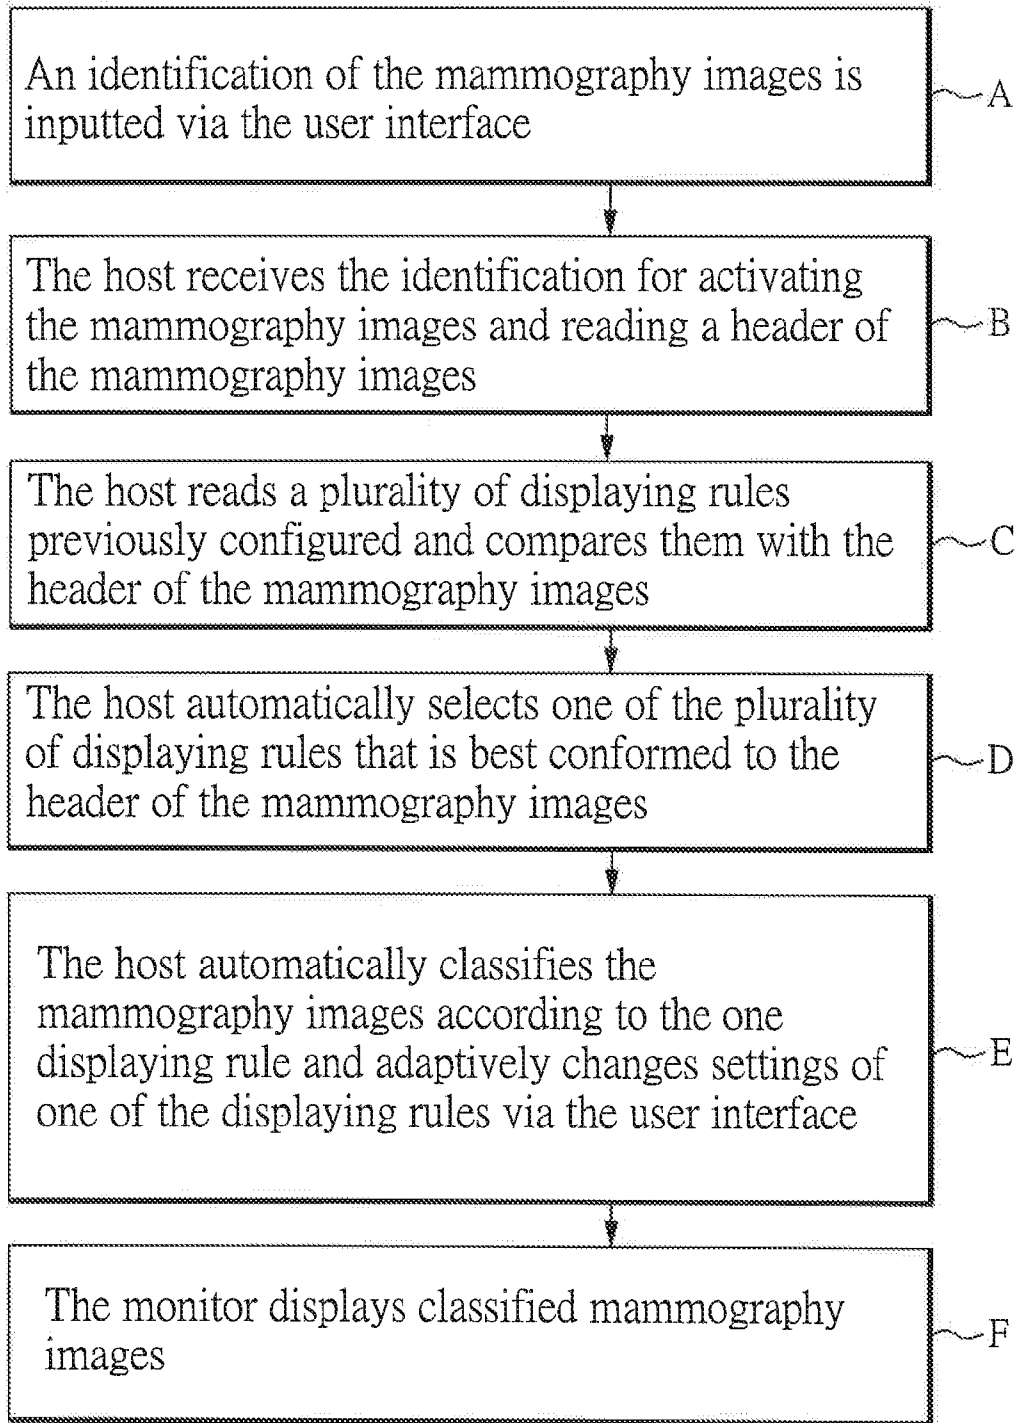 An identification of the mammography images is
inputted via the user interface
A
The host receives the identification for activating
the mammography images and reading a header of
the mammography images
B
The host reads a plurality of displaying rules
previously configured and compares them with the
header of the mammography images
C
The host automatically selects one of the plurality
of displaying rules that is best conformed to the
header of the mammography images
D
The host automatically classifies the
mammography images according to the one
displaying rule and adaptively changes settings of
one of the displaying rules via the user interface
E
The monitor displays classified mammography
images
F